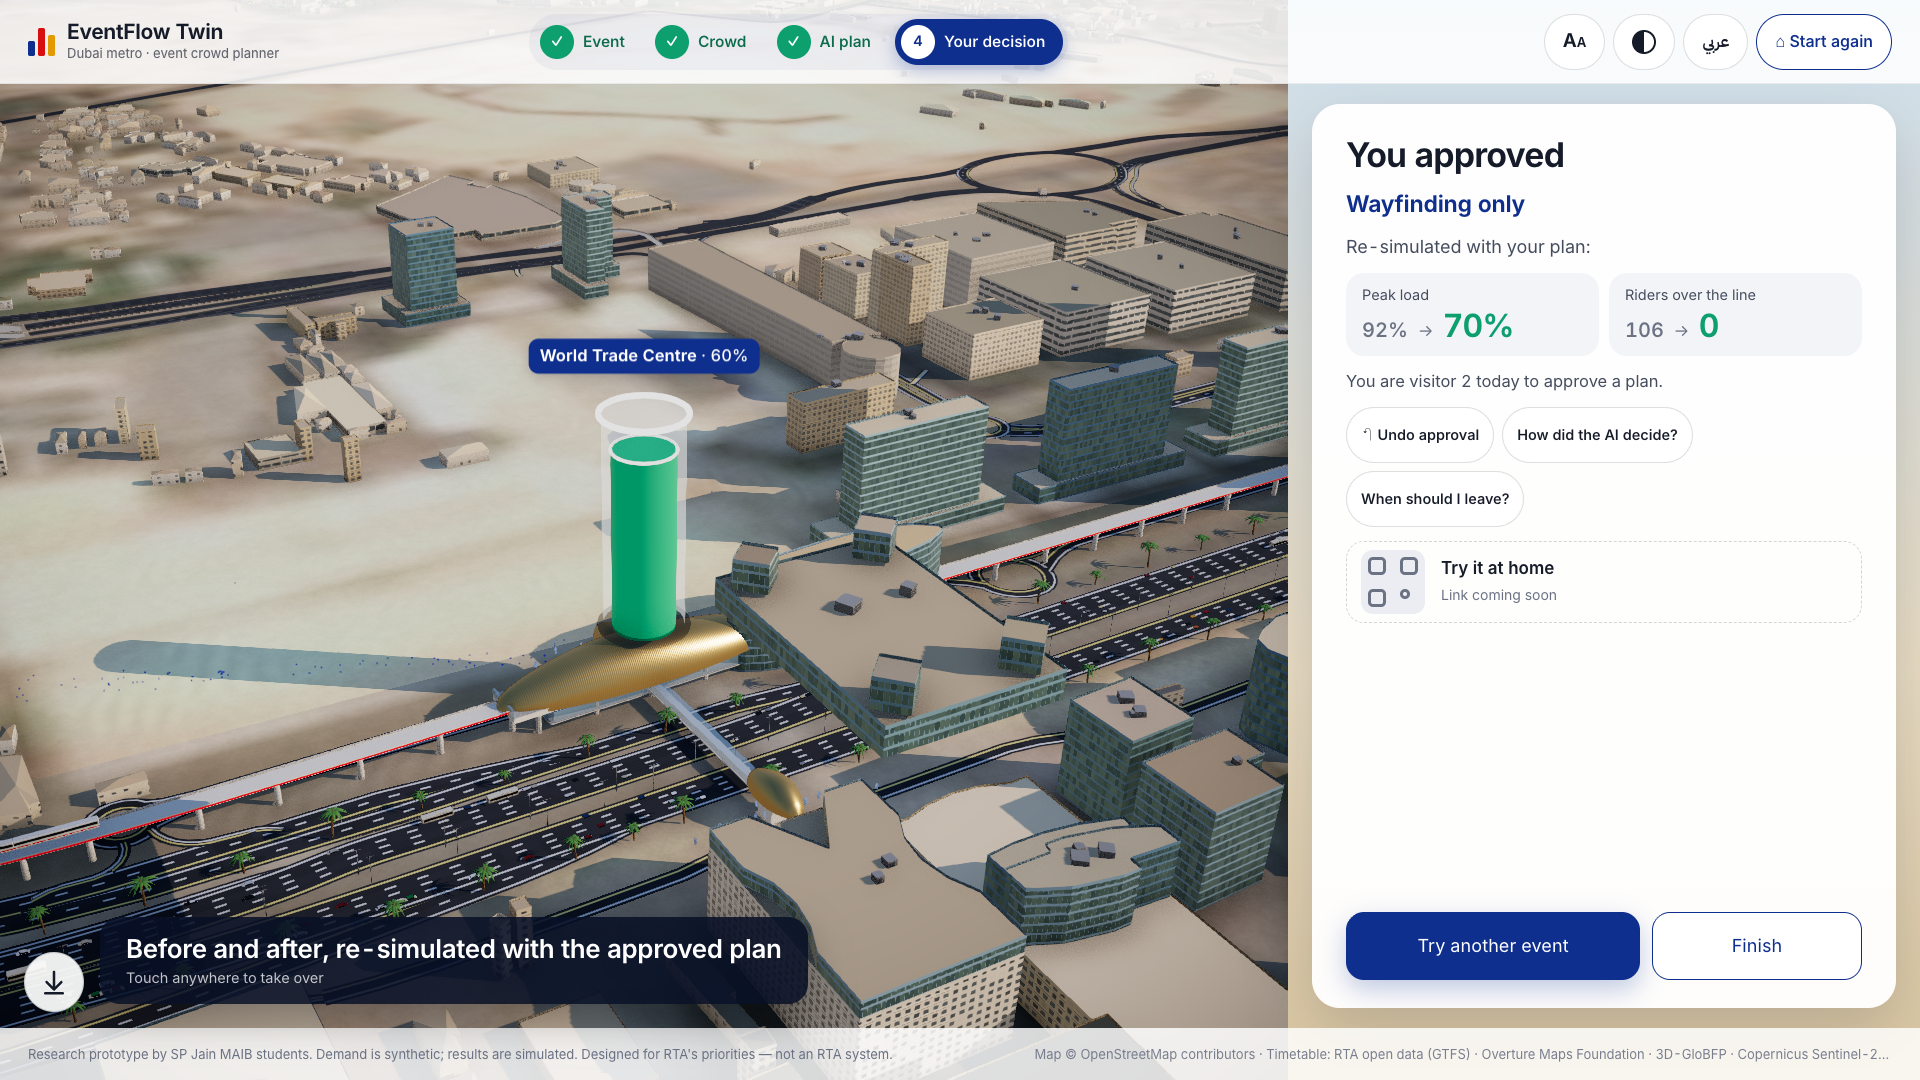 EventFlow Twin
Dubai metro · event crowd planner
Event
Crowd
AI plan
4
Your decision
AA
عربي
⌂ Start again
You approved
Wayfinding only
Re-simulated with your plan:
Peak load
92% → 70%
Riders over the line
106 → 0
You are visitor 2 today to approve a plan.
Undo approval
How did the AI decide?
When should I leave?
Try it at home
Link coming soon
Try another event
Finish
World Trade Centre · 60%
Before and after, re-simulated with the approved plan
Touch anywhere to take over
Research prototype by SP Jain MAIB students. Demand is synthetic; results are simulated. Designed for RTA's priorities — not an RTA system.
Map © OpenStreetMap contributors · Timetable: RTA open data (GTFS) · Overture Maps Foundation · 3D-GloBFP · Copernicus Sentinel-2...